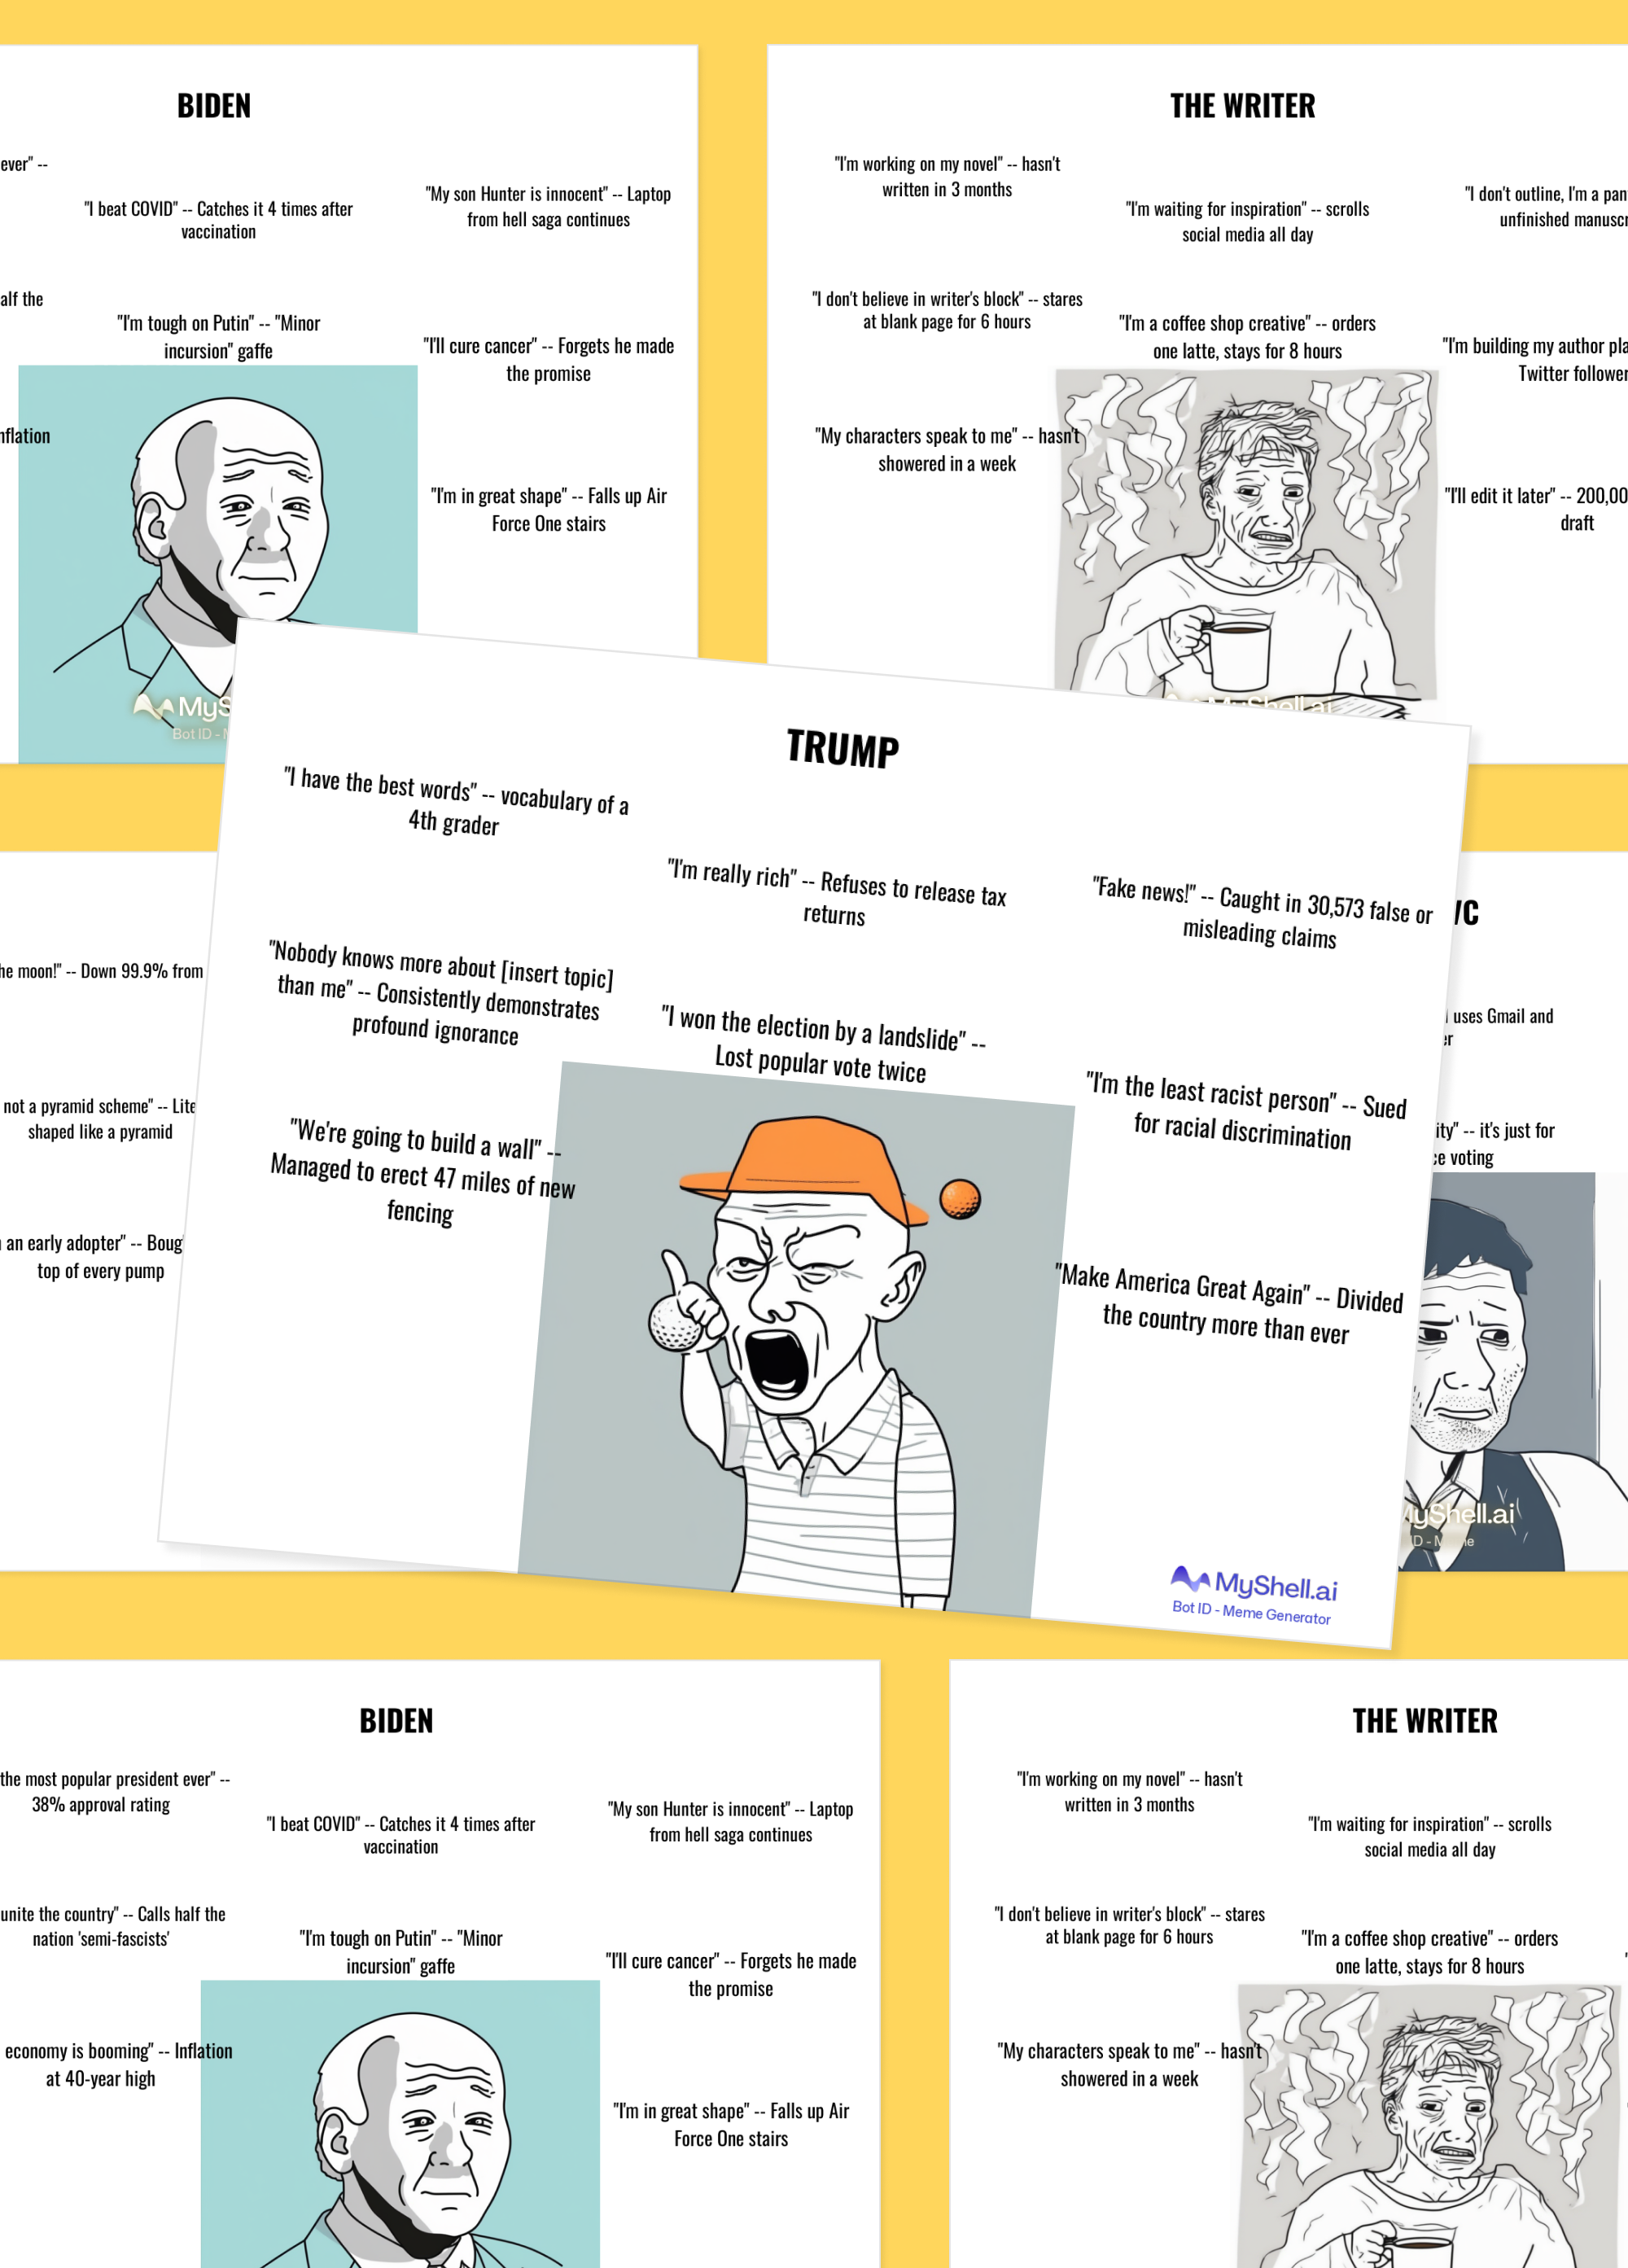 BIDEN
ever" --
"I beat COVID" -- Catches it 4 times after
vaccination
"My son Hunter is innocent" -- Laptop
from hell saga continues
alf the
"I'm tough on Putin" -- "Minor
incursion" gaffe
"I'll cure cancer" -- Forgets he made
the promise
nflation
"I'm in great shape" -- Falls up Air
Force One stairs
MyS
Bot ID -
THE WRITER
"I'm working on my novel" -- hasn't
written in 3 months
"I'm waiting for inspiration" -- scrolls
social media all day
"I don't outline, I'm a pan
unfinished manuscr
"I don't believe in writer's block" -- stares
at blank page for 6 hours
"I'm a coffee shop creative" -- orders
one latte, stays for 8 hours
"I'm building my author pla
Twitter follower
"My characters speak to me" -- hasn't
showered in a week
"I'll edit it later" -- 200,00
draft
MyShell.ai
TRUMP
"I have the best words" -- vocabulary of a
4th grader
"I'm really rich" -- Refuses to release tax
returns
"Fake news!" -- Caught in 30,573 false or
misleading claims
"Nobody knows more about [insert topic]
than me" -- Consistently demonstrates
profound ignorance
"I won the election by a landslide" --
Lost popular vote twice
"I'm the least racist person" -- Sued
for racial discrimination
"We're going to build a wall" --
Managed to erect 47 miles of new
fencing
"Make America Great Again" -- Divided
the country more than ever
MyShell.ai
Bot ID - Meme Generator
he moon!" -- Down 99.9% from
not a pyramid scheme" -- Lite
shaped like a pyramid
an early adopter" -- Boug
top of every pump
VC
uses Gmail and
er
ity" -- it's just for
ce voting
MyShell.ai
BIDEN
the most popular president ever" --
38% approval rating
"I beat COVID" -- Catches it 4 times after
vaccination
"My son Hunter is innocent" -- Laptop
from hell saga continues
unite the country" -- Calls half the
nation 'semi-fascists'
"I'm tough on Putin" -- "Minor
incursion" gaffe
"I'll cure cancer" -- Forgets he made
the promise
economy is booming" -- Inflation
at 40-year high
"I'm in great shape" -- Falls up Air
Force One stairs
THE WRITER
"I'm working on my novel" -- hasn't
written in 3 months
"I'm waiting for inspiration" -- scrolls
social media all day
"I don't believe in writer's block" -- stares
at blank page for 6 hours
"I'm a coffee shop creative" -- orders
one latte, stays for 8 hours
"My characters speak to me" -- hasn't
showered in a week